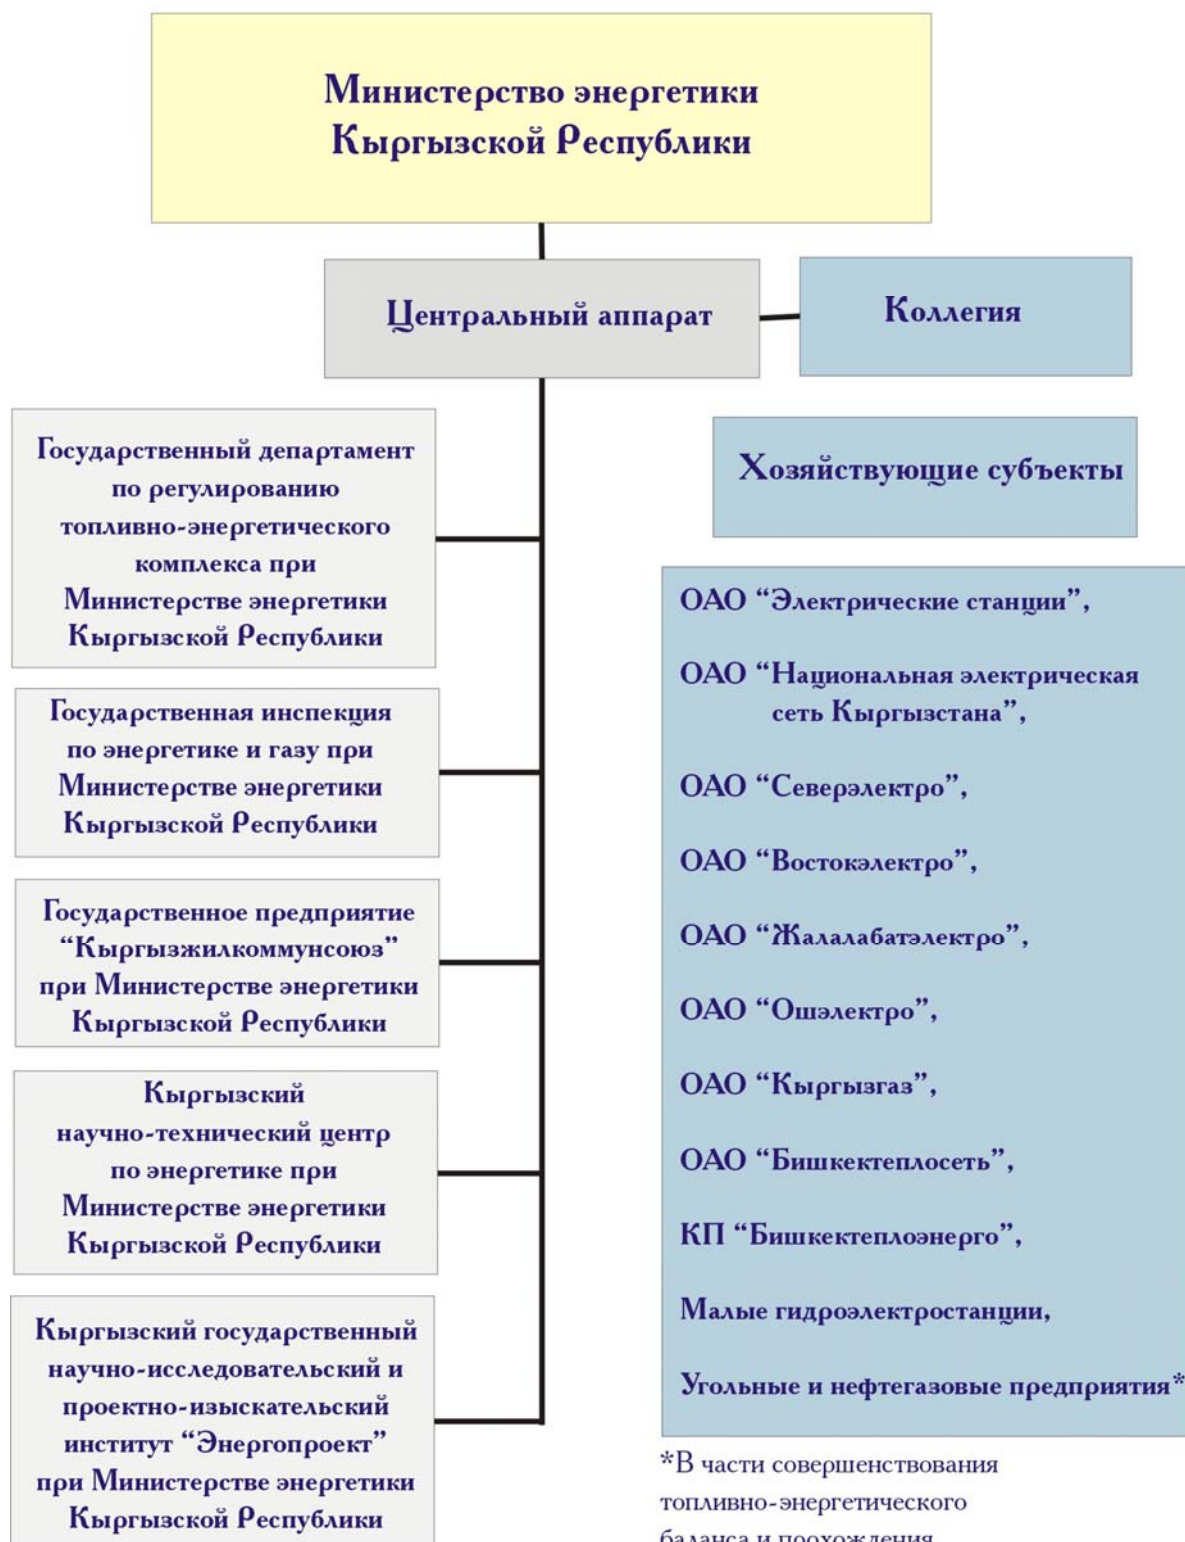 Министерство энергетики
Кыргызской Республики
Центральный аппарат
Коллегия
Государственный департамент
по регулированию
топливно-энергетического
комплекса при
Министерстве энергетики
Кыргызской Республики
Государственная инспекция
по энергетике и газу при
Министерстве энергетики
Кыргызской Республики
Государственное предприятие
“Кыргызжилкоммунсоюз”
при Министерстве энергетики
Кыргызской Республики
Кыргызский
научно-технический центр
по энергетике при
Министерстве энергетики
Кыргызской Республики
Кыргызский государственный
научно-исследовательский и
проектно-изыскательский
институт “Энергопроект”
при Министерстве энергетики
Кыргызской Республики
Хозяйствующие субъекты
ОАО “Электрические станции”,
ОАО “Национальная электрическая
сеть Кыргызстана”,
ОАО “Северэлектро”,
ОАО “Востокэлектро”,
ОАО “Жалалабатэлектро”,
ОАО “Ошэлектро”,
ОАО “Кыргызгаз”,
ОАО “Бишкектеплосеть”,
КП “Бишкектеплоэнерго”,
Малые гидроэлектростанции,
Угольные и нефтегазовые предприятия*
*В части совершенствования
топливно-энергетического
баланса и прохождения